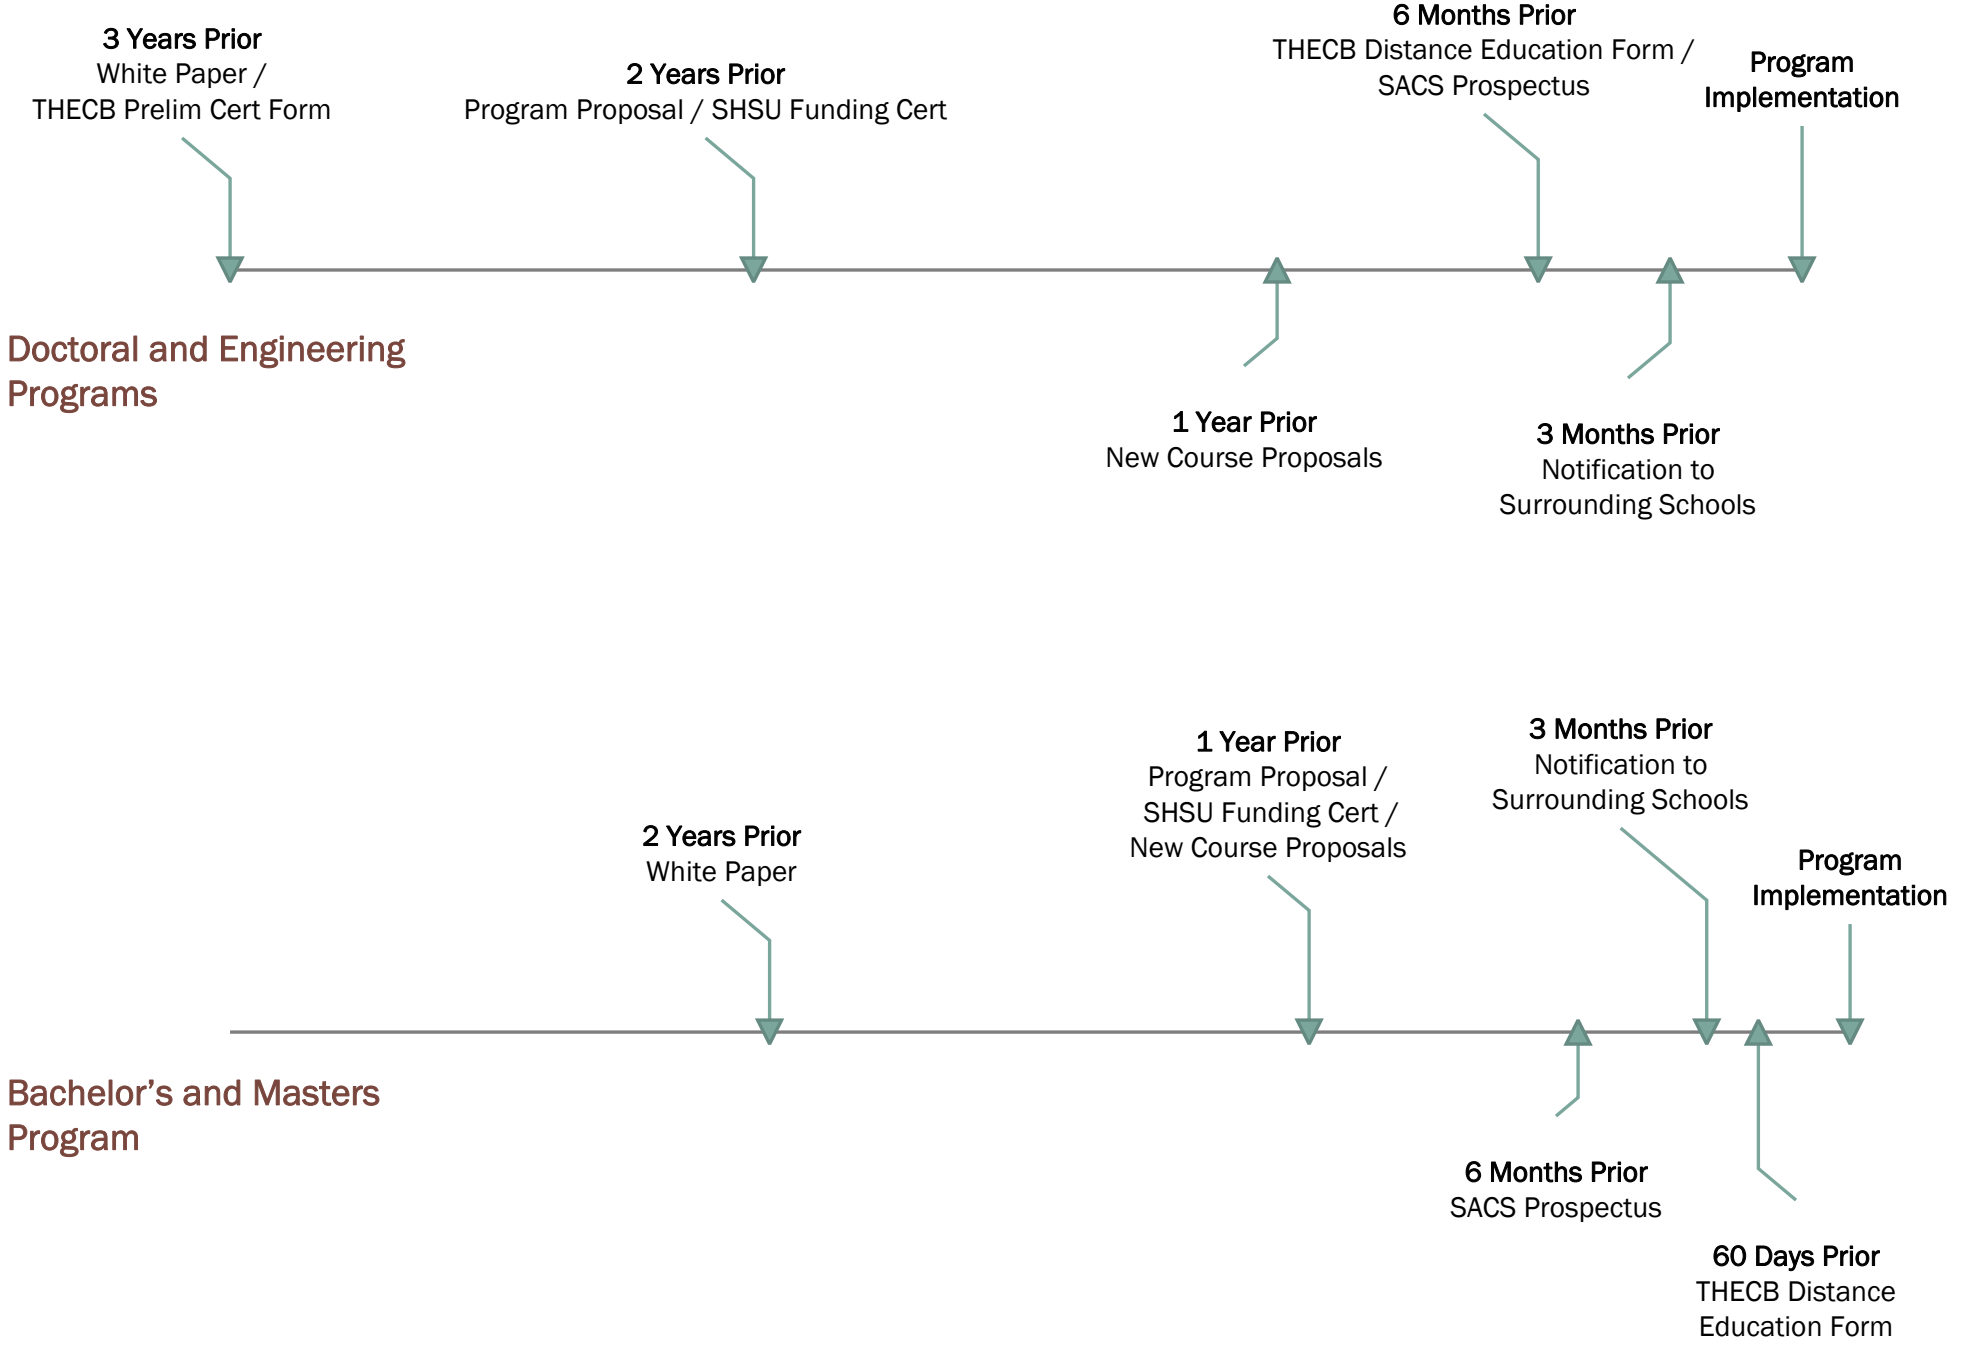 3 Years Prior
White Paper /
THECB Prelim Cert Form
2 Years Prior
Program Proposal / SHSU Funding Cert
6 Months Prior
THECB Distance Education Form /
SACS Prospectus
Program
Implementation
Doctoral and Engineering
Programs
1 Year Prior
New Course Proposals
3 Months Prior
Notification to
Surrounding Schools
2 Years Prior
White Paper
1 Year Prior
Program Proposal /
SHSU Funding Cert /
New Course Proposals
3 Months Prior
Notification to
Surrounding Schools
Program
Implementation
Bachelor’s and Masters
Program
6 Months Prior
SACS Prospectus
60 Days Prior
THECB Distance
Education Form